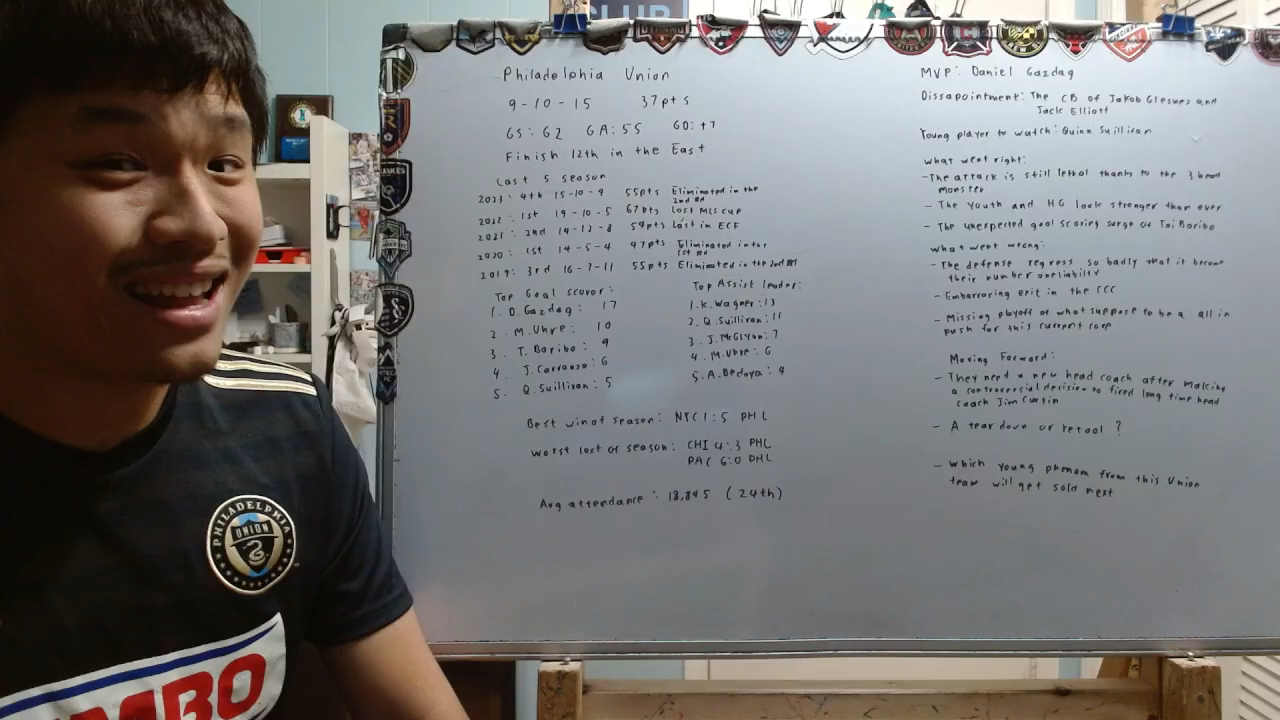 CLUB
Philadelphia Union
9-10-15 37pts
GS: 62 GA: 55 GD: +7
Finish 12th in the East
Last 5 season
2023: 4th 15-10-9 55pts Eliminated in the
2nd RD
2022: 1st 19-10-5 67pts Lost MLS CUP
2021: 2nd 14-12-8 54pts Last in ECF
2020: 1st 14-5-4 47pts Eliminated in the
1st RD
2019: 3rd 16-7-11 55pts Eliminated in the 2nd RD
Top Goal scorer:
1. D. Gazdag: 17
2. M. Uhre: 10
3. T. Baribo: 9
4. J. Carranza: 6
5. Q. Suillivan: 5
Top Assist leader:
1. K. Wagner: 13
2. Q. Suillivan: 11
3. J. McGlynn: 7
4. M. Uhre: 6
5. A. Bedoya: 4
Best win of season: NYC 1:5 PHL
Worst lost of season: CHI 4:3 PHL
PAC 6:0 PHL
Avg attendance: 18,845 (24th)
MVP: Daniel Gazdag
Dissapointment: The CB of Jakob Glesnes and
Jack Elliott
Young player to watch: Quinn Suillivan
What went right:
- The attack is still lethal thanks to the 3 head
monster
- The youth and HG look stronger than ever
- The unexpected goal scoring surge of Tai Baribo
What went wrong:
- The defense regress so badly that it become
their number one liability
- Embarrasing exit in the CCC
- Missing playoff of what suppose to be a all in
push for this current core
Moving Forward:
- They need a new head coach after making
a controversial decision to fired long time head
coach Jim Curtin
- A tear down or retool?
- Which young phenom from this Union
team will get sold next
PHILADELPHIA
UNION
MBO